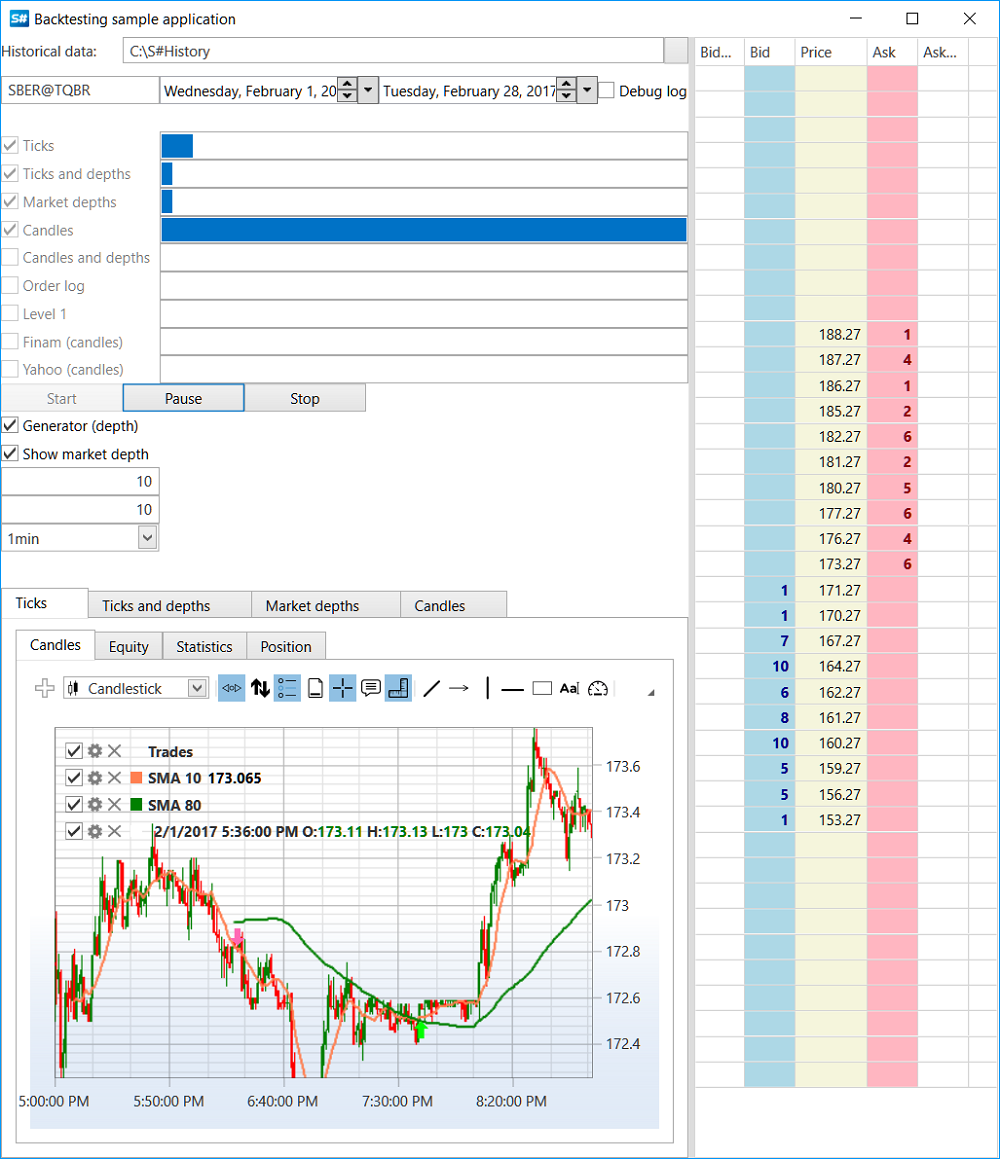 S# Backtesting sample application
Historical data: C:\S#History
SBER@TQBR Wednesday, February 1, 20 Tuesday, February 28, 2017 Debug log
Ticks
Ticks and depths
Market depths
Candles
Candles and depths
Order log
Level 1
Finam (candles)
Yahoo (candles)
Start Pause Stop
Generator (depth)
Show market depth
10
10
1min
Ticks Ticks and depths Market depths Candles
Candles Equity Statistics Position
Candlestick Aa
Trades
SMA 10 173.065
SMA 80
2/1/2017 5:36:00 PM O:173.11 H:173.13 L:173 C:173.04
173.6
173.4
173.2
173
172.8
172.6
172.4
5:00:00 PM 5:50:00 PM 6:40:00 PM 7:30:00 PM 8:20:00 PM
Bid... Bid Price Ask Ask...
188.27 1
187.27 4
186.27 1
185.27 2
182.27 6
181.27 2
180.27 5
177.27 6
176.27 4
173.27 6
1 171.27
1 170.27
7 167.27
10 164.27
6 162.27
8 161.27
10 160.27
5 159.27
5 156.27
1 153.27